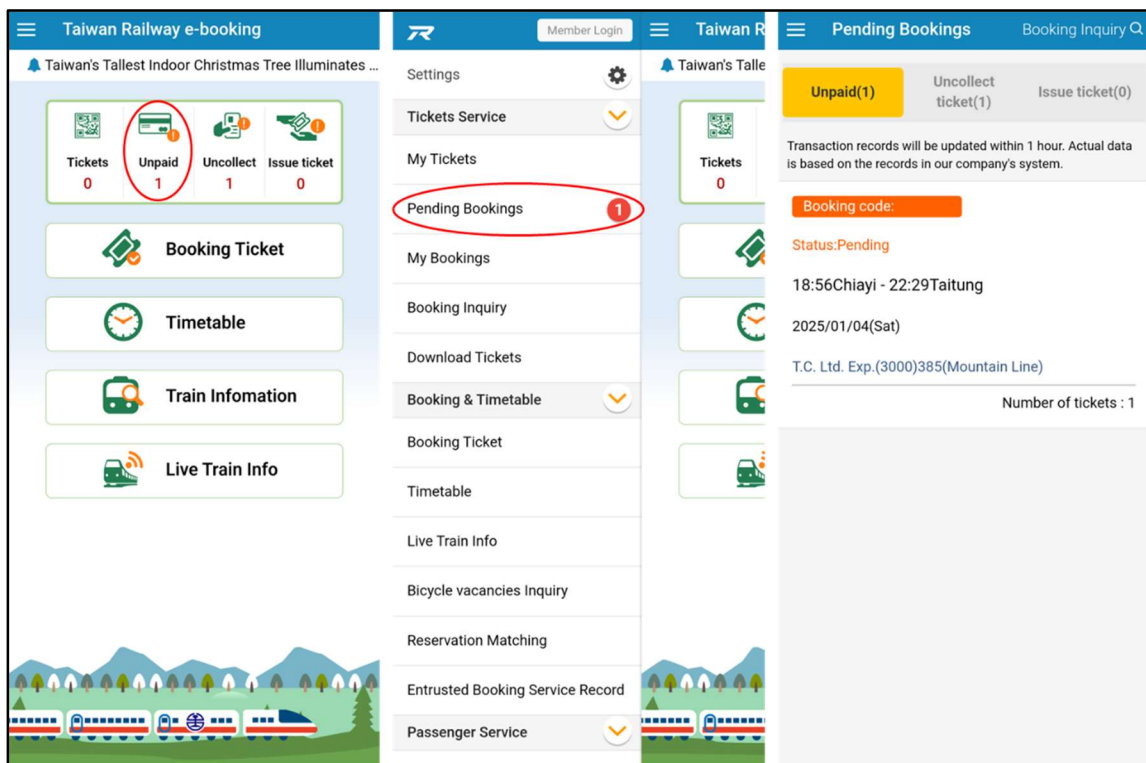 Taiwan Railway e-booking
Taiwan's Tallest Indoor Christmas Tree Illuminates ...
Tickets
0
Unpaid
1
Uncollect
1
Issue ticket
0
Booking Ticket
Timetable
Train Infomation
Live Train Info
Member Login
Settings
Tickets Service
My Tickets
Pending Bookings
1
My Bookings
Booking Inquiry
Download Tickets
Booking & Timetable
Booking Ticket
Timetable
Live Train Info
Bicycle vacancies Inquiry
Reservation Matching
Entrusted Booking Service Record
Passenger Service
Taiwan R
Taiwan's Talle
Tickets
0
Pending Bookings
Booking Inquiry
Unpaid(1)
Uncollect
ticket(1)
Issue ticket(0)
Transaction records will be updated within 1 hour. Actual data
is based on the records in our company's system.
Booking code:
Status:Pending
18:56Chiayi - 22:29Taitung
2025/01/04(Sat)
T.C. Ltd. Exp.(3000)385(Mountain Line)
Number of tickets : 1